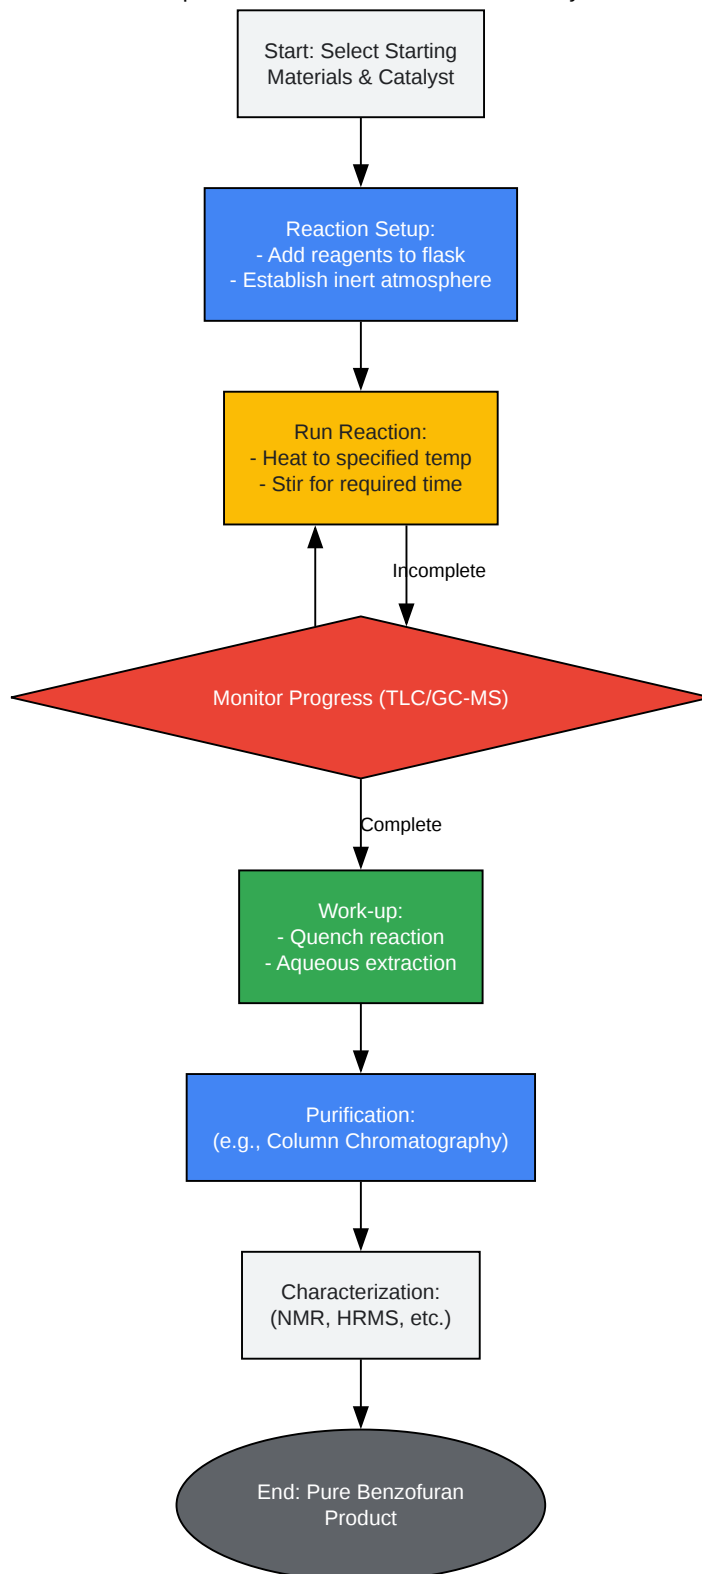 Start: Select Starting
Materials & Catalyst
Reaction Setup:
- Add reagents to flask
- Establish inert atmosphere
Run Reaction:
- Heat to specified temp
- Stir for required time
Incomplete
Monitor Progress (TLC/GC-MS)
Complete
Work-up:
- Quench reaction
- Aqueous extraction
Purification:
(e.g., Column Chromatography)
Characterization:
(NMR, HRMS, etc.)
End: Pure Benzofuran
Product